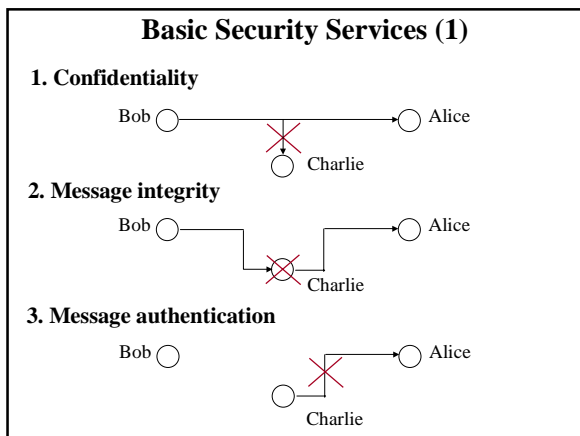 Basic Security Services (1)
1. Confidentiality
Bob
Alice
Charlie
2. Message integrity
Bob
Alice
Charlie
3. Message authentication
Bob
Alice
Charlie